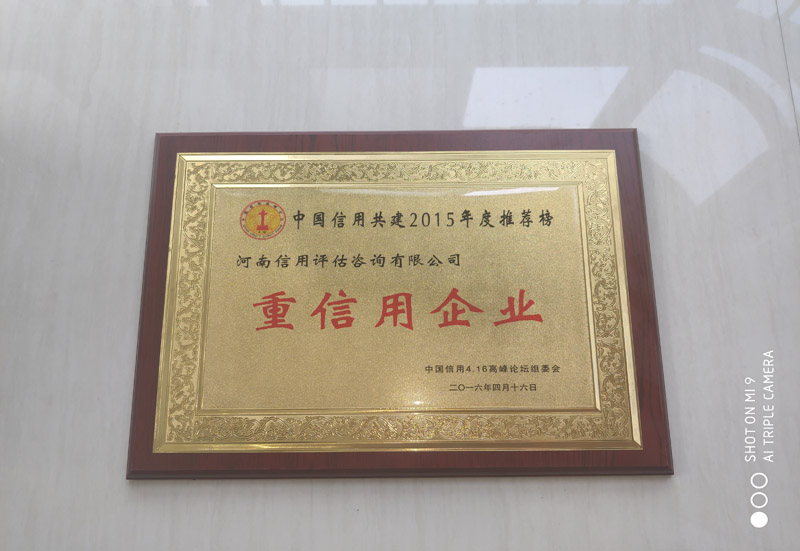 中国信用共建2015年度推荐榜
河南信用评估咨询有限公司
重信用企业
中国信用4.16高峰论坛组委会
二〇一六年四月十六日
SHOT ON MI 9
AI TRIPLE CAMERA